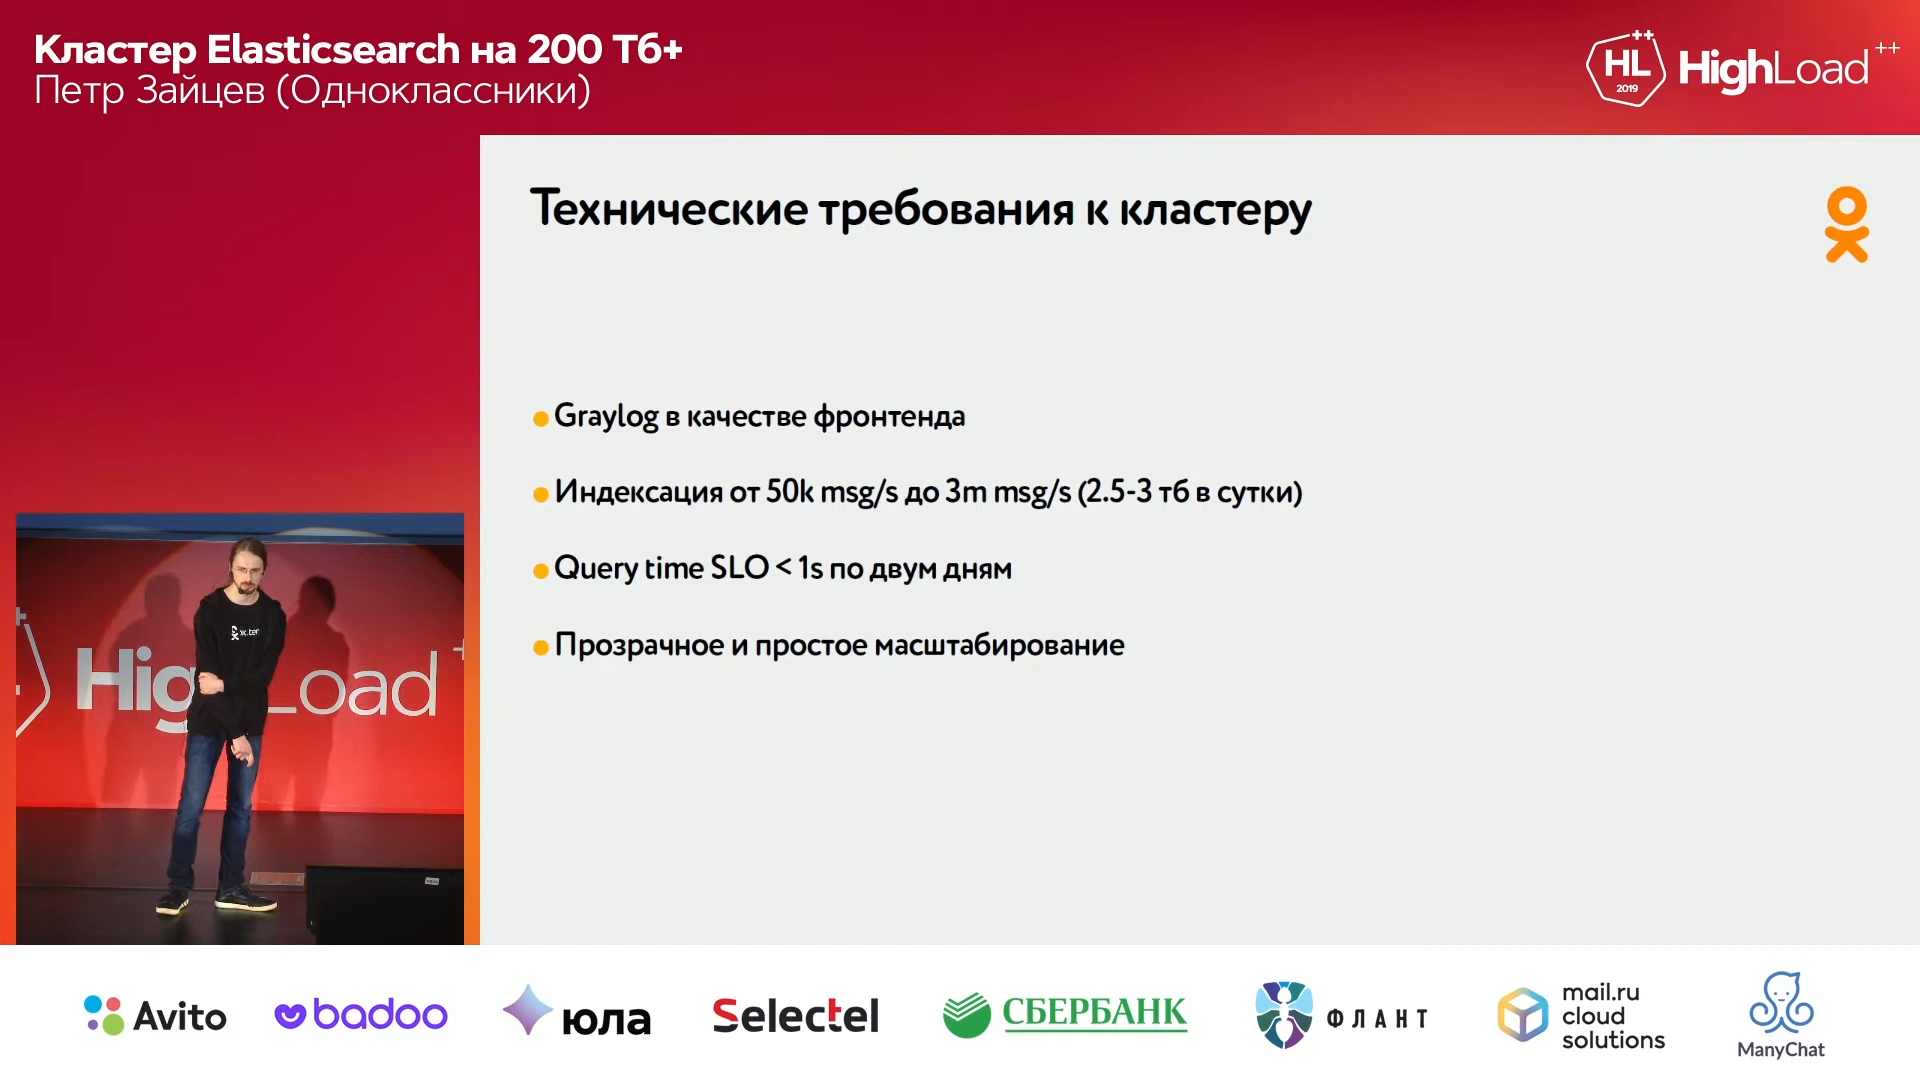 Кластер Elasticsearch на 200 Тб+
Петр Зайцев (Одноклассники)
HL++
2019
HighLoad++
Технические требования к кластеру
Graylog в качестве фронтенда
Индексация от 50k msg/s до 3m msg/s (2.5-3 тб в сутки)
Query time SLO < 1s по двум дням
Прозрачное и простое масштабирование
Hig
Load
Avito
badoo
юла
Selectel
СБЕРБАНК
ФЛАНТ
mail.ru
cloud
solutions
ManyChat